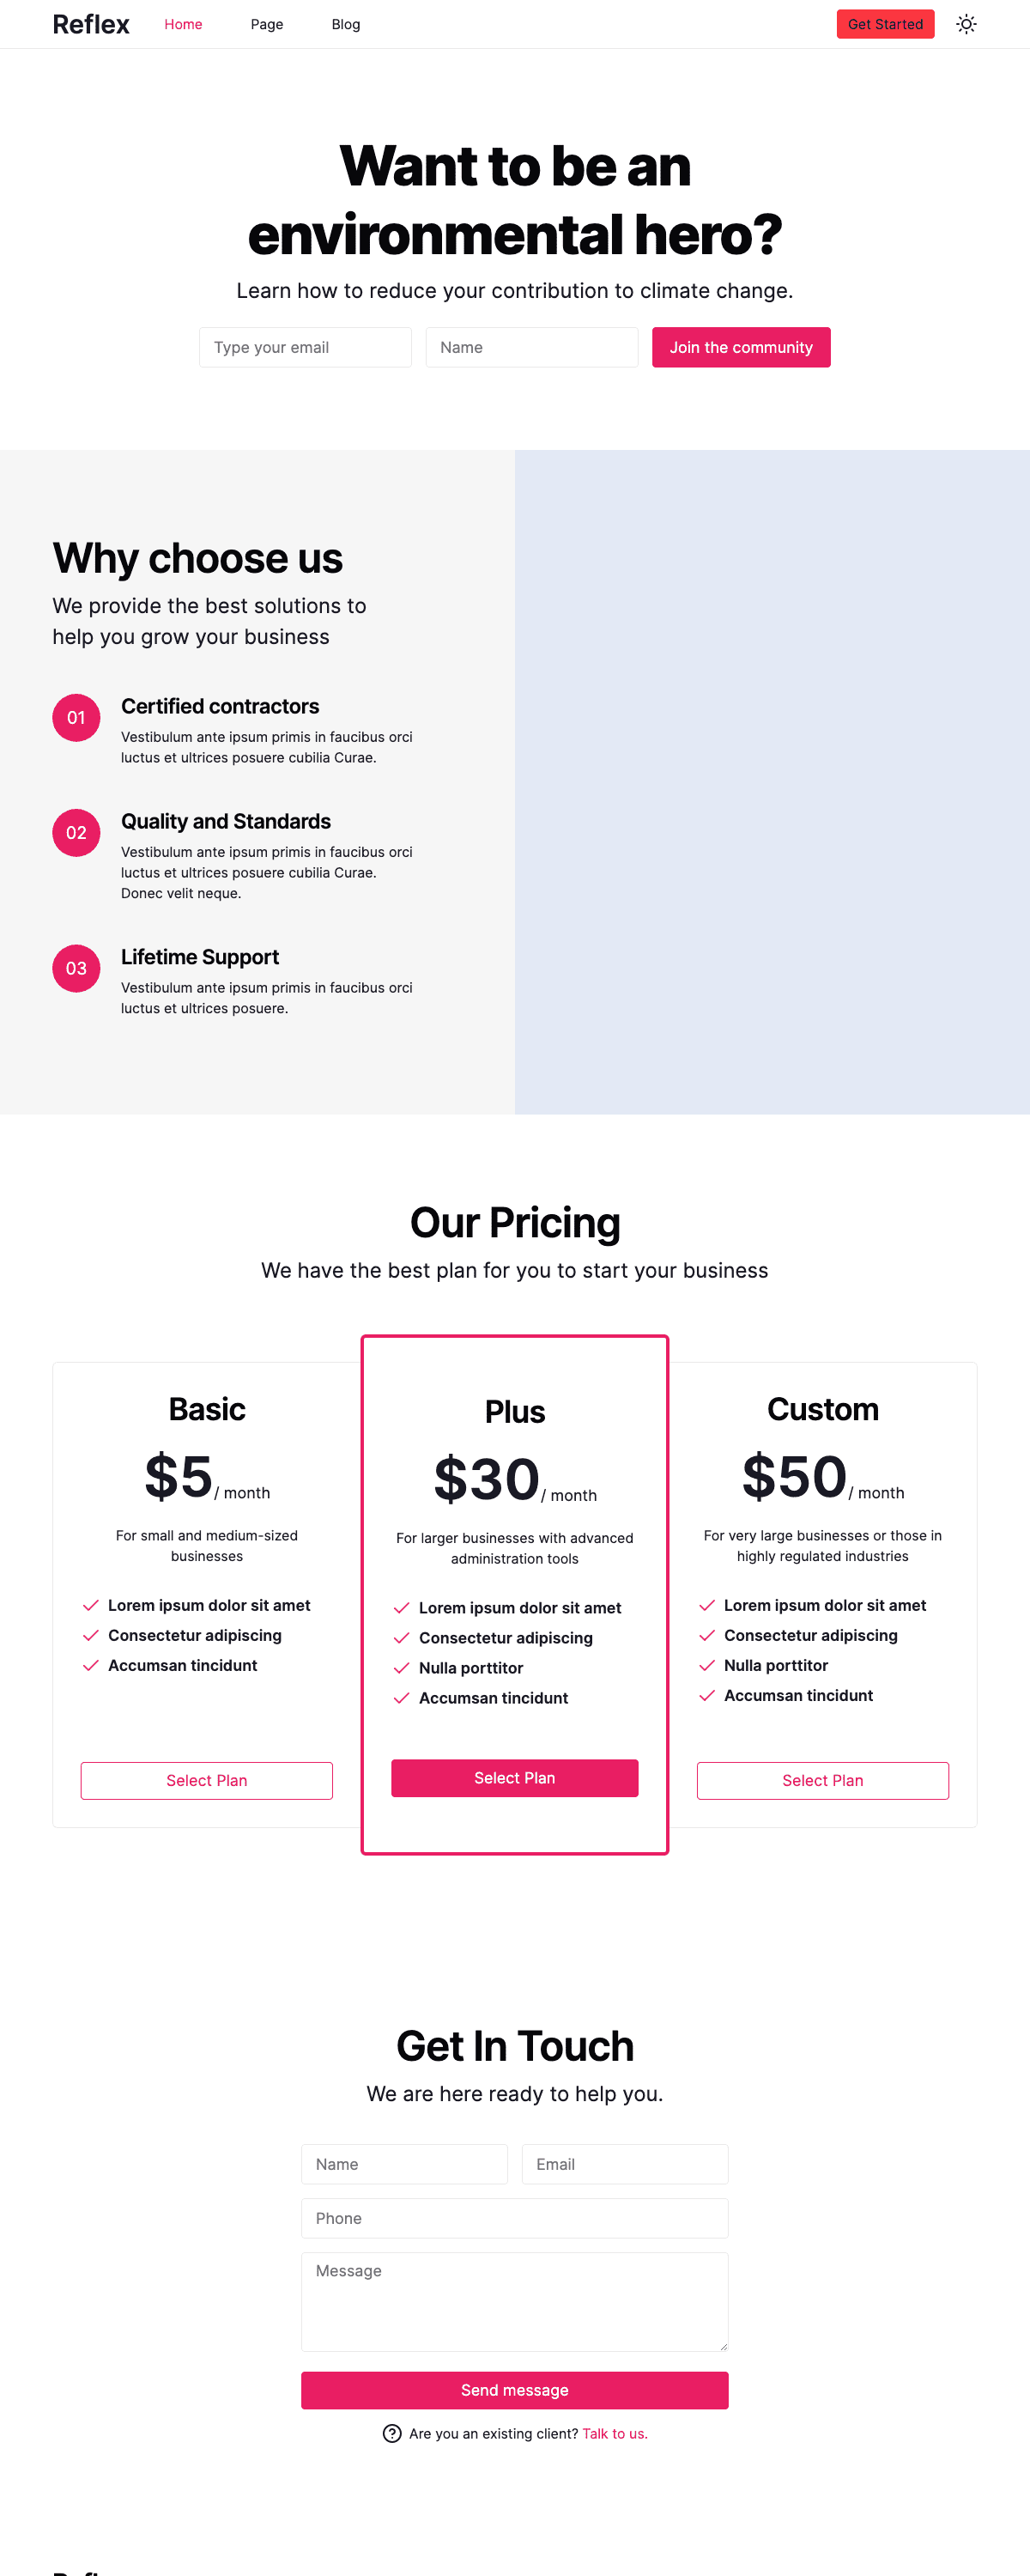 Reflex
Home
Page
Blog
Get Started
Want to be an
environmental hero?
Learn how to reduce your contribution to climate change.
Type your email
Name
Join the community
Why choose us
We provide the best solutions to
help you grow your business
01
Certified contractors
Vestibulum ante ipsum primis in faucibus orci
luctus et ultrices posuere cubilia Curae.
02
Quality and Standards
Vestibulum ante ipsum primis in faucibus orci
luctus et ultrices posuere cubilia Curae.
Donec velit neque.
03
Lifetime Support
Vestibulum ante ipsum primis in faucibus orci
luctus et ultrices posuere.
Our Pricing
We have the best plan for you to start your business
Basic
$5/ month
For small and medium-sized
businesses
Lorem ipsum dolor sit amet
Consectetur adipiscing
Accumsan tincidunt
Select Plan
Plus
$30/ month
For larger businesses with advanced
administration tools
Lorem ipsum dolor sit amet
Consectetur adipiscing
Nulla porttitor
Accumsan tincidunt
Select Plan
Custom
$50/ month
For very large businesses or those in
highly regulated industries
Lorem ipsum dolor sit amet
Consectetur adipiscing
Nulla porttitor
Accumsan tincidunt
Select Plan
Get In Touch
We are here ready to help you.
Name
Email
Phone
Message
Send message
Are you an existing client? Talk to us.